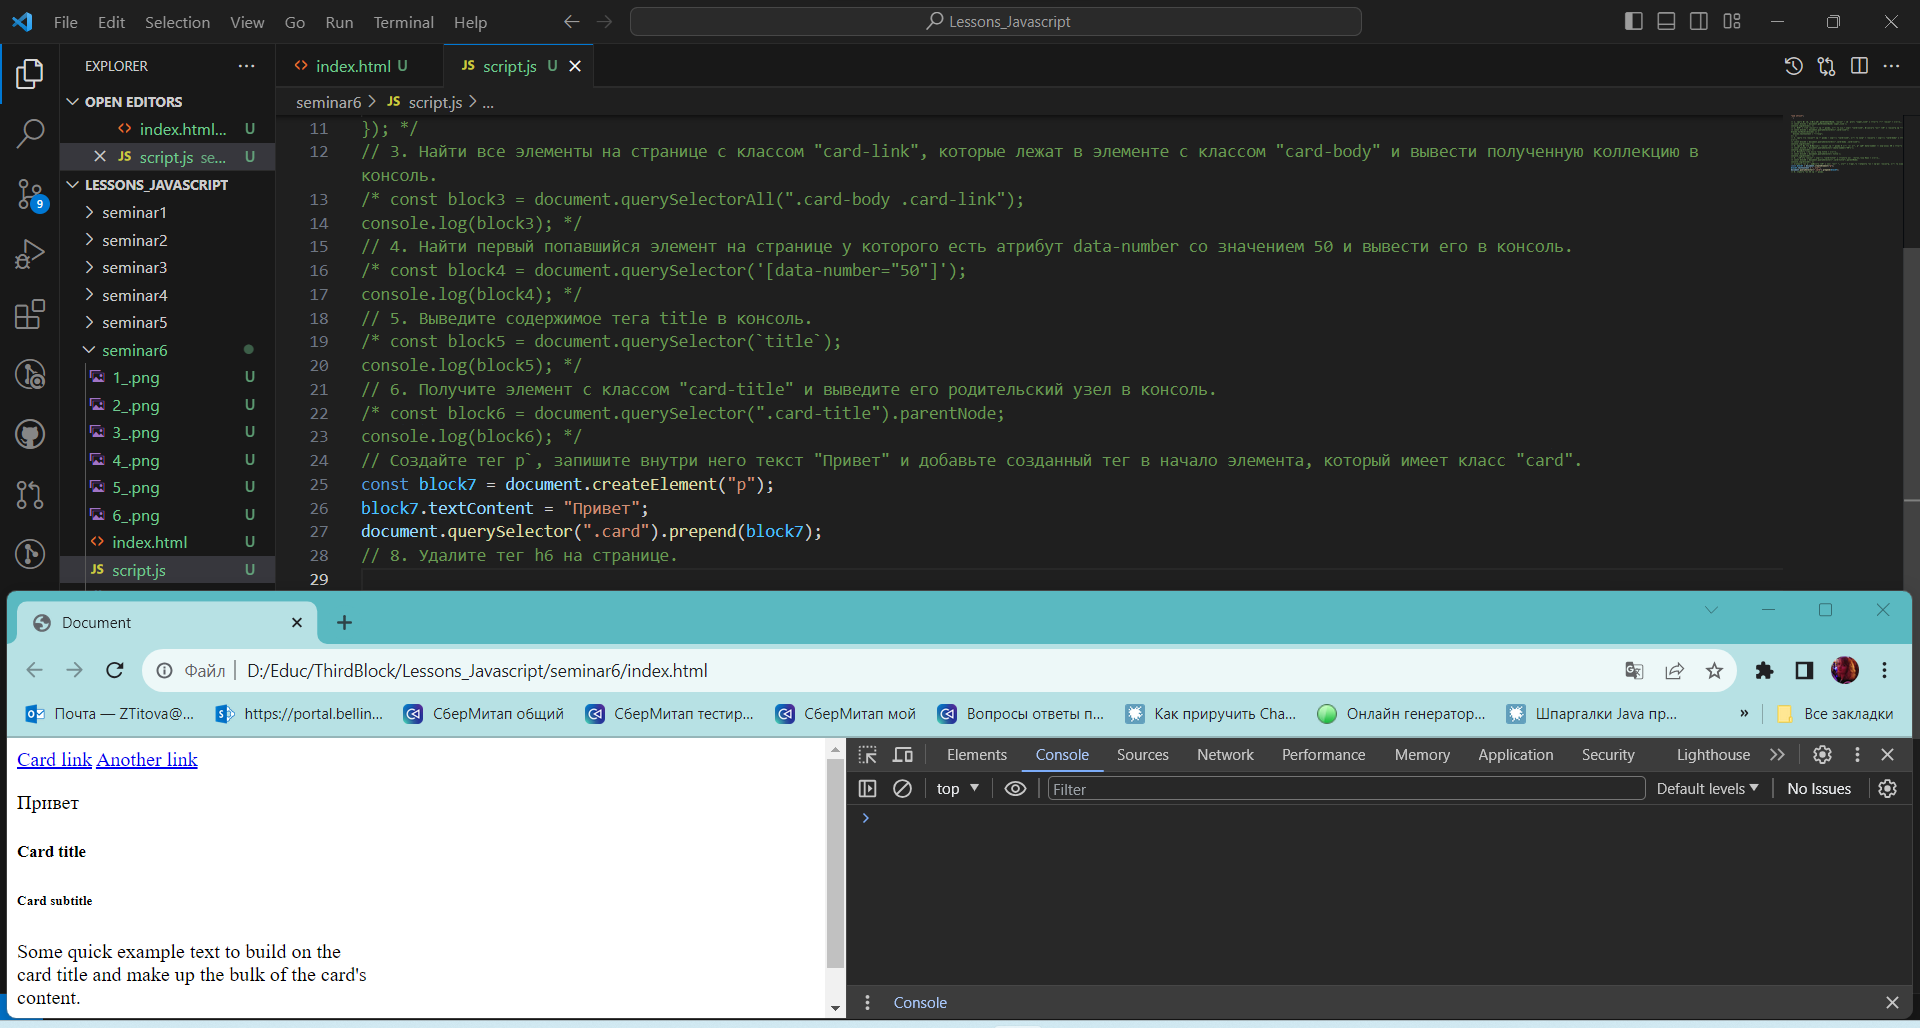 File Edit Selection View Go Run Terminal Help
Lessons_Javascript
EXPLORER
OPEN EDITORS
index.html... U
JS script.js se... U
LESSONS_JAVASCRIPT
seminar1
seminar2
seminar3
seminar4
seminar5
seminar6
1_.png U
2_.png U
3_.png U
4_.png U
5_.png U
6_.png U
index.html U
JS script.js U
9
index.html U
JS script.js U
seminar6 > JS script.js > ...
11 }); */
12 // 3. Найти все элементы на странице с классом "card-link", которые лежат в элементе с классом "card-body" и вывести полученную коллекцию в
консоль.
13 /* const block3 = document.querySelectorAll(".card-body .card-link");
14 console.log(block3); */
15 // 4. Найти первый попавшийся элемент на странице у которого есть атрибут data-number со значением 50 и вывести его в консоль.
16 /* const block4 = document.querySelector('[data-number="50"]');
17 console.log(block4); */
18 // 5. Выведите содержимое тега title в консоль.
19 /* const block5 = document.querySelector(`title`);
20 console.log(block5); */
21 // 6. Получите элемент с классом "card-title" и выведите его родительский узел в консоль.
22 /* const block6 = document.querySelector(".card-title").parentNode;
23 console.log(block6); */
24 // Создайте тег p`, запишите внутри него текст "Привет" и добавьте созданный тег в начало элемента, который имеет класс "card".
25 const block7 = document.createElement("p");
26 block7.textContent = "Привет";
27 document.querySelector(".card").prepend(block7);
28 // 8. Удалите тег h6 на странице.
29
Document
Файл | D:/Educ/ThirdBlock/Lessons_Javascript/seminar6/index.html
Почта — ZTitova@... https://portal.bellin... СберМитап общий СберМитап тестир... СберМитап мой Вопросы ответы п... Как приручить Cha... Онлайн генератор... Шпаргалки Java пр... » Все закладки
Card link Another link
Привет
Card title
Card subtitle
Some quick example text to build on the
card title and make up the bulk of the card's
content.
Elements Console Sources Network Performance Memory Application Security Lighthouse
top Filter Default levels No Issues
Console